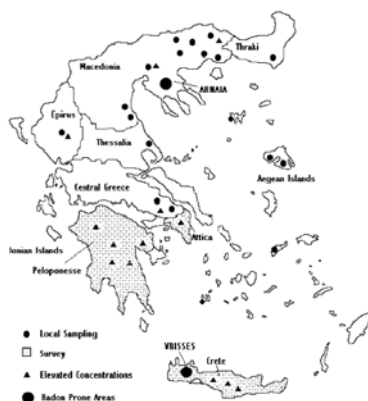 Thraki
Macedonia
ARNAIA
Epirus
Thessalia
Aegean Islands
Central Greece
Attica
Ionian Islands
Peloponesse
Local Sampling
Survey
Elevated Concentrations
Radon Prone Areas
VRISSES
Crete